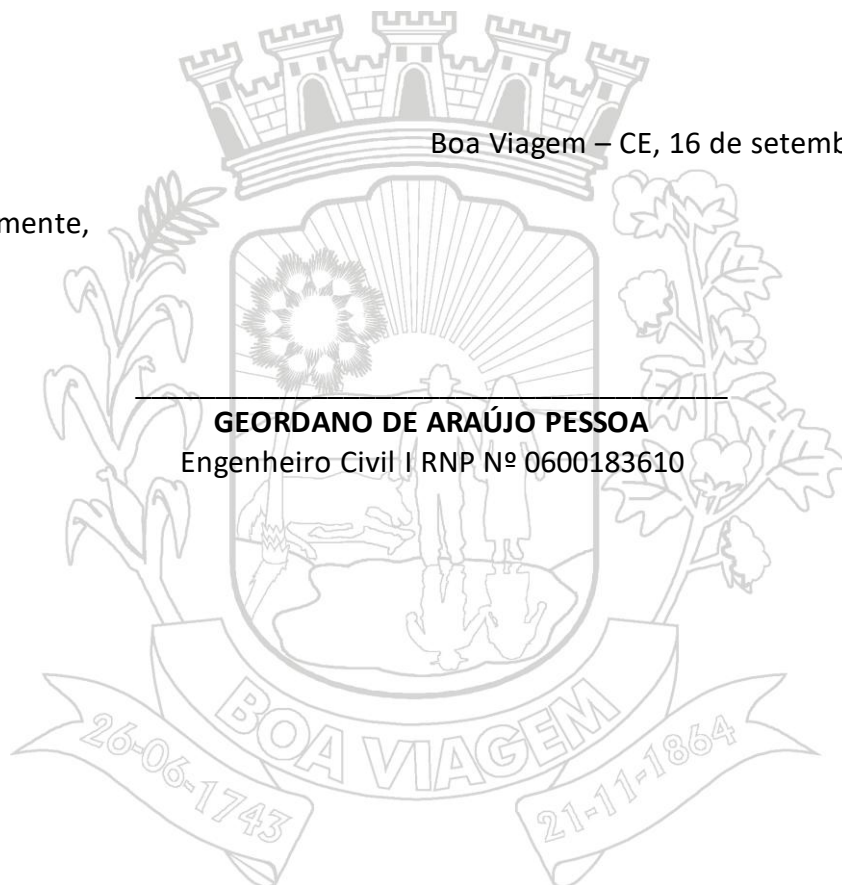 Boa Viagem – CE, 16 de setemb
mente,
GEORDANO DE ARAÚJO PESSOA
Engenheiro Civil I RNP Nº 0600183610
BOA VIAGEM
26-06-1743
21-11-1864